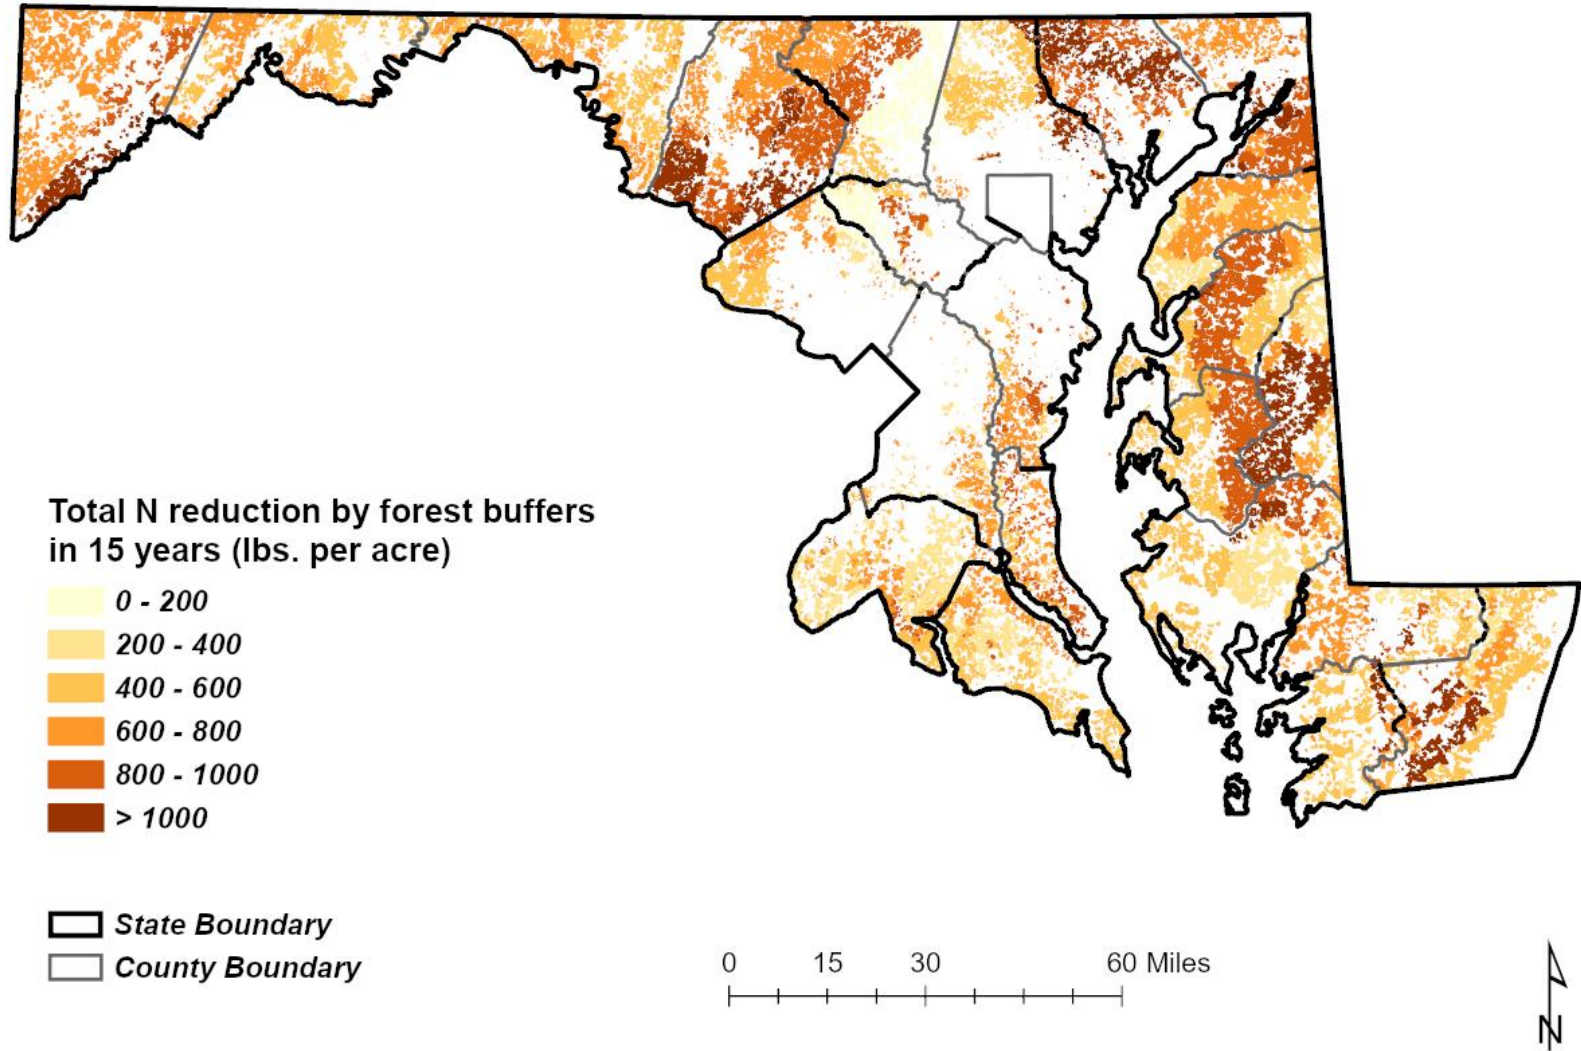 Total N reduction by forest buffers
in 15 years (lbs. per acre)
0 - 200
200 - 400
400 - 600
600 - 800
800 - 1000
> 1000
State Boundary
County Boundary
0 15 30 60 Miles
N